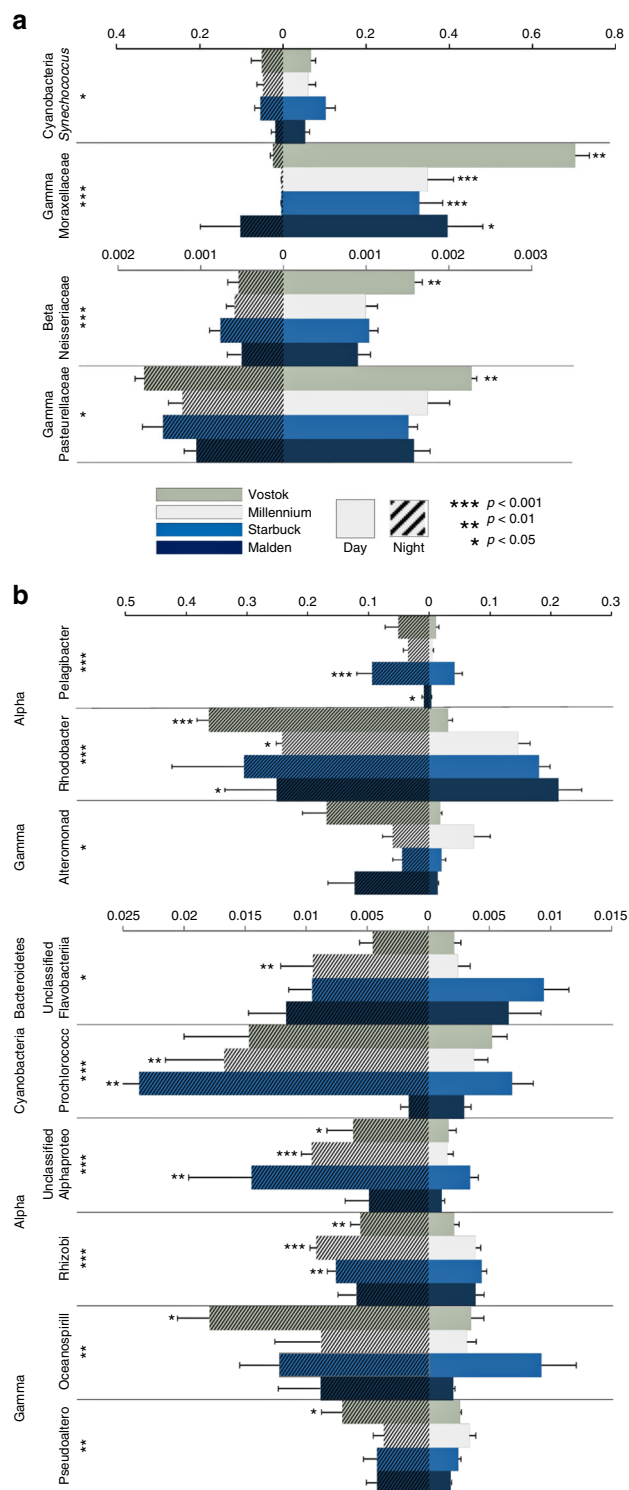 a
0.4 0.2 0 0.2 0.4 0.6 0.8
Cyanobacteria
Synechococcus
*
Gamma
Moraxellaceae
***
**
***
***
*
0.002 0.001 0 0.001 0.002 0.003
Beta
Neisseriaceae
***
**
Gamma
Pasteurellaceae
*
**
Vostok
Millennium
Starbuck
Malden
Day
Night
*** p < 0.001
** p < 0.01
* p < 0.05
b
0.5 0.4 0.3 0.2 0.1 0 0.1 0.2 0.3
Alpha
Pelagibacter
***
***
*
Rhodobacter
***
***
*
*
Gamma
Alteromonad
*
0.025 0.02 0.015 0.01 0.005 0 0.005 0.01 0.015
Bacteroidetes
Unclassified
Flavobacteriia
*
**
Cyanobacteria
Prochlorococc
***
**
**
Alpha
Unclassified
Alphaproteo
***
*
***
**
Rhizobi
***
**
***
**
Gamma
Oceanospirill
**
*
Pseudoaltero
**
*